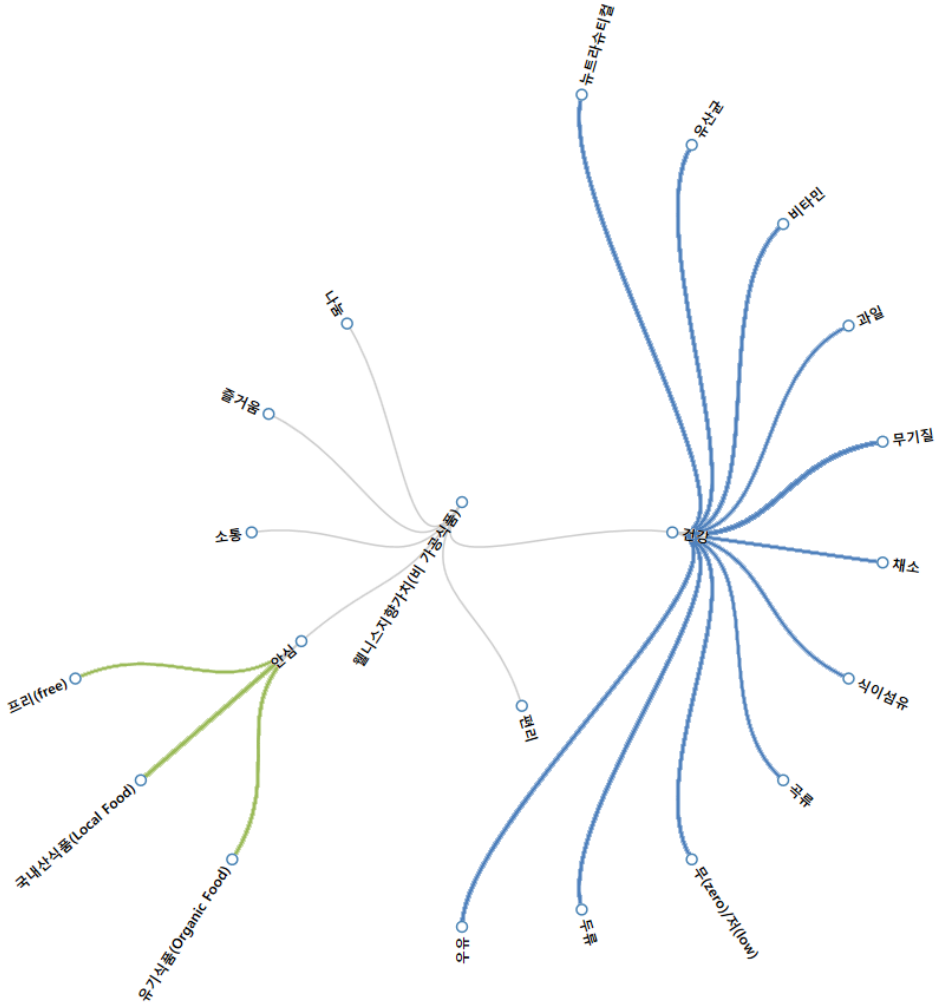 뉴트라슈티컬
유산균
비타민
과일
무기질
채소
식이섬유
곡류
무(zero)/저(low)
두류
우유
건강
나눔
즐거움
소통
웰니스지향가치(비 가공식품)
안심
편리
프리(free)
국내산식품(Local Food)
유기식품(Organic Food)